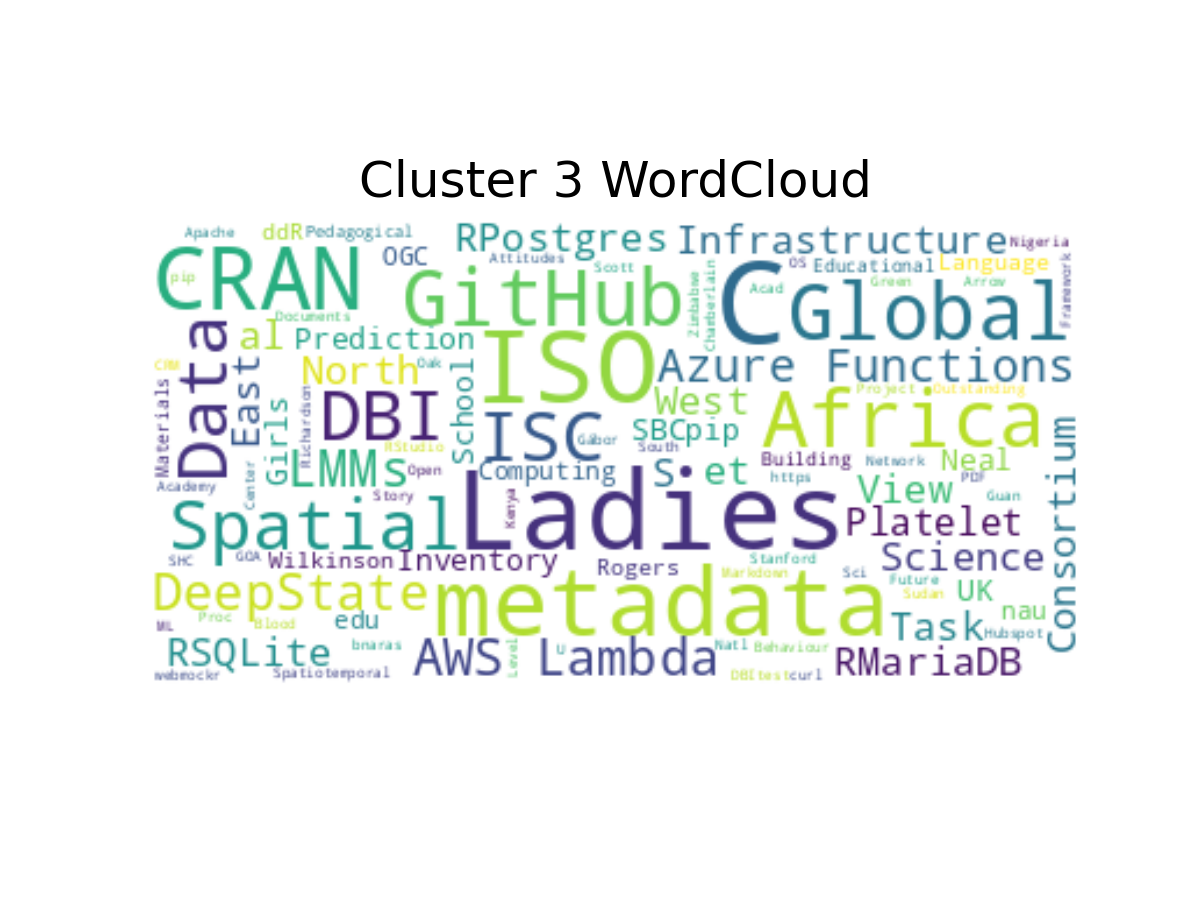 Cluster 3 WordCloud
Apache ddR Pedagogical OGC RPostgres Attitudes Scott Infrastructure Nigeria
CRAN pip GitHub Zimbabwe Chamberlain C Acad OS Educational Green Language Arrow Framework
Documents Global
Data al Prediction ISO Azure Functions
CRM East North Oak School West Project Outstanding
Materials Girls Richardson DBI ISC Gábor SBCpip Africa
RStudio South
Academy Center LMMs Open Computing S et Building Network Neal Consortium
Story Kenya Ladies https View PDF Guan
Spatial Platelet
SHC GOA Wilkinson Inventory Rogers Stanford Science
DeepState metadata Markdown Sci Future Sudan UK
ML Proc Blood edu Task nau Hubspot
RSQLite bnaras AWS Level U Lambda Natl Behaviour RMariaDB
webmockr Spatiotemporal DBItest curl